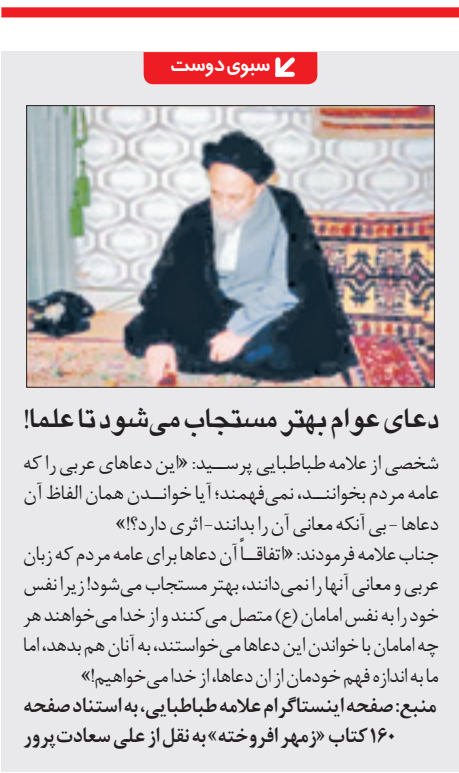 سبوی دوست
دعای عوام بهتر مستجاب می‌شود تا علما!
شخصی از علامه طباطبایی پرسید: «این دعاهای عربی را که
عامه مردم بخوانند، نمی‌فهمند؛ آیا خواندن همان الفاظ آن
دعاها -بی آنکه معانی آن را بدانند- اثری دارد؟!»
جناب علامه فرمودند: «اتفاقاً آن دعاها برای عامه مردم که زبان
عربی و معانی آنها را نمی‌دانند، بهتر مستجاب می‌شود! زیرا نفس
خود را به نفس امامان (ع) متصل می‌کنند و از خدا می‌خواهند هر
چه امامان با خواندن این دعاها می‌خواستند، به آنان هم بدهد، اما
ما به اندازه فهم خودمان از ان دعاها، از خدا می‌خواهیم!»
منبع: صفحه اینستاگرام علامه طباطبایی، به استناد صفحه
۱۶۰ کتاب «ز مهر افروخته» به نقل از علی سعادت پرور